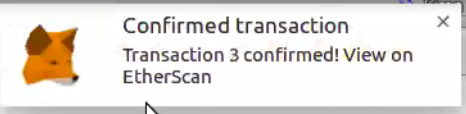 Confirmed transaction
Transaction 3 confirmed! View on
EtherScan